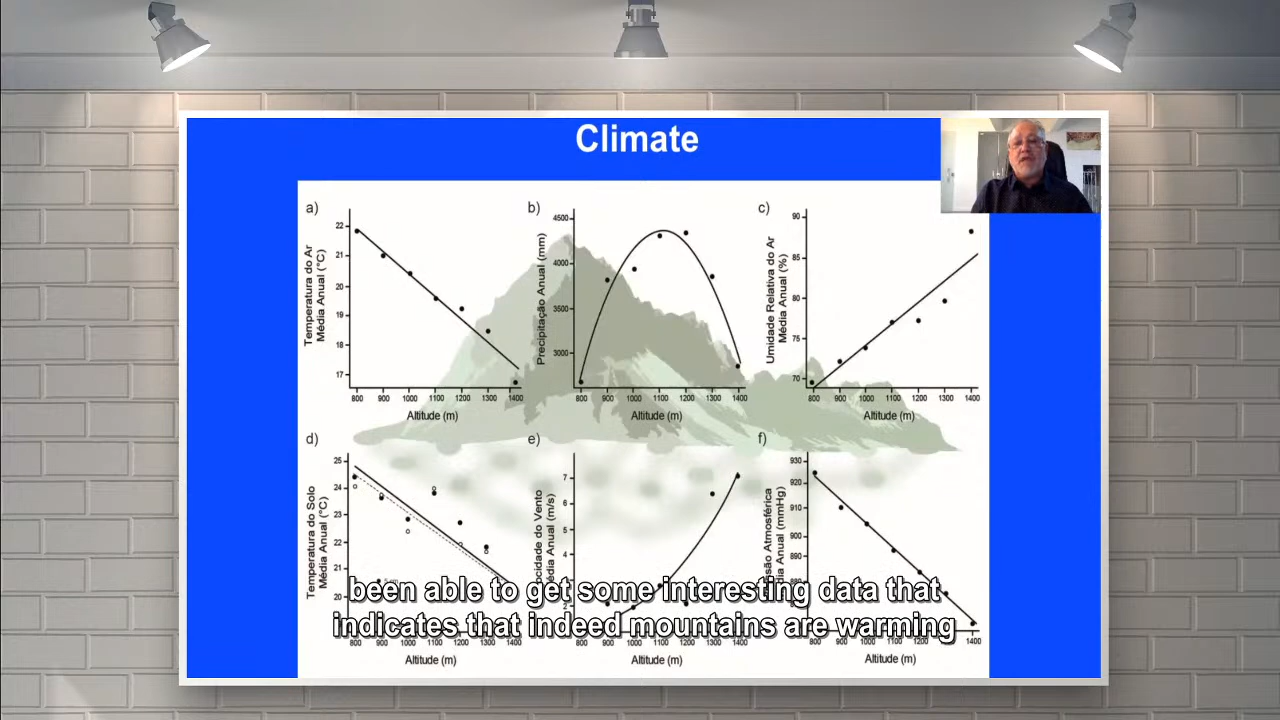 Climate
a)
Temperatura do Ar
Média Anual (°C)
22
21
20
19
18
17
800 900 1000 1100 1200 1300 1400
Altitude (m)
b)
Precipitação Anual (mm)
4500
4000
3500
3000
800 900 1000 1100 1200 1300 1400
Altitude (m)
c)
Umidade Relativa do Ar
Média Anual (%)
90
85
80
75
70
800 900 1000 1100 1200 1300 1400
Altitude (m)
d)
Temperatura do Solo
Média Anual (°C)
25
24
23
22
21
20
800 900 1000 1100 1200 1300 1400
Altitude (m)
e)
do Vento
Anual (m/s)
7
6
5
4
2
800 900 1000 1100 1200 1300 1400
Altitude (m)
f)
Atmosférica
Anual (mmHg)
930
920
910
900
890
800 900 1000 1100 1200 1300 1400
Altitude (m)
been able to get some interesting data that
indicates that indeed mountains are warming